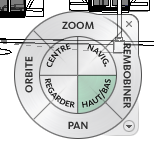 ZOOM
CENTRE
NAVIG.
ORBITE
REMBOBINER
REGARDER
HAUT/BAS
PAN